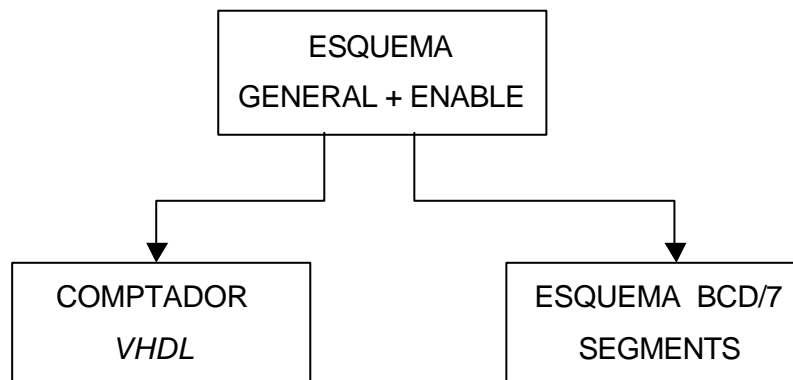 ESQUEMA
GENERAL + ENABLE
COMPTADOR
VHDL
ESQUEMA BCD/7
SEGMENTS